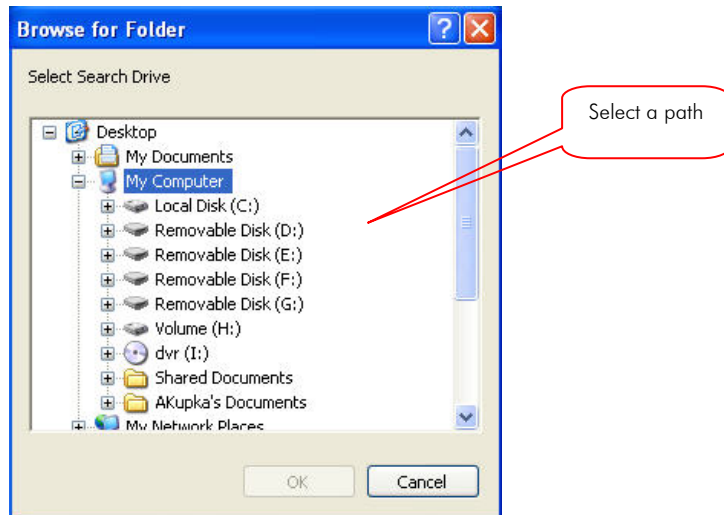 Browse for Folder
Select Search Drive
Select a path
Desktop
My Documents
My Computer
Local Disk (C:)
Removable Disk (D:)
Removable Disk (E:)
Removable Disk (F:)
Removable Disk (G:)
Volume (H:)
dvr (I:)
Shared Documents
AKupka's Documents
My Network Places
OK
Cancel